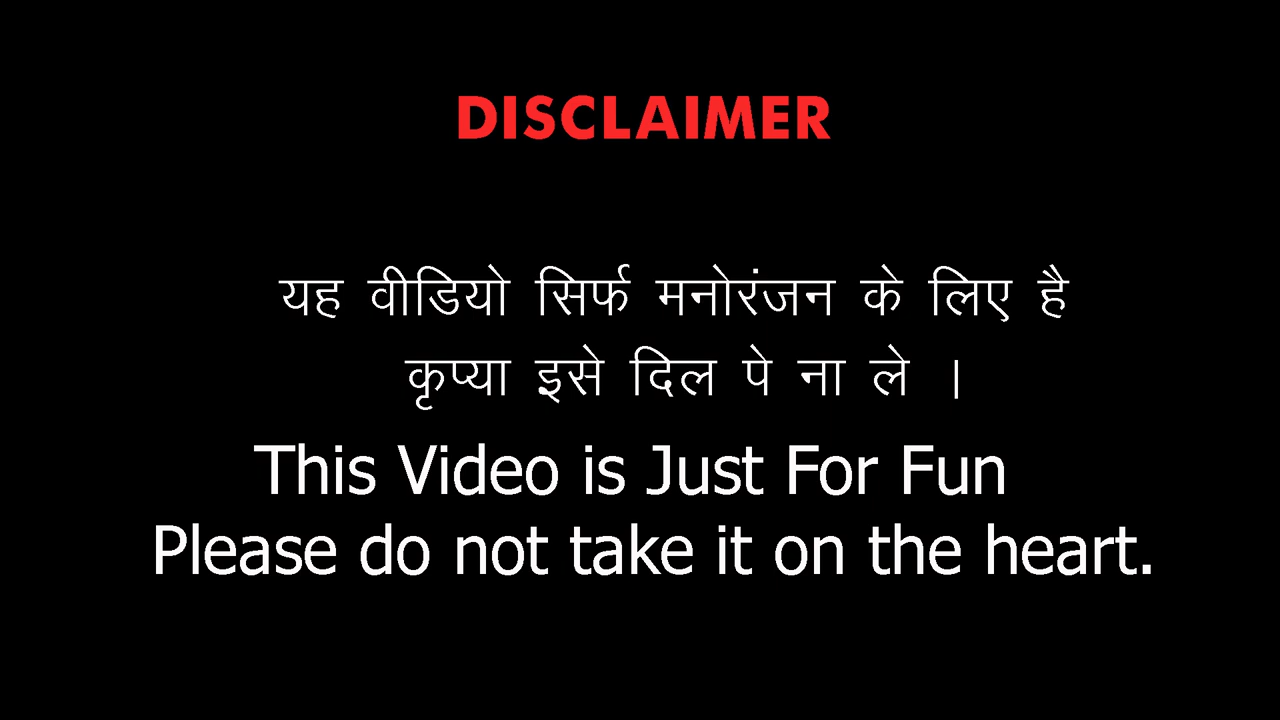 DISCLAIMER
यह वीडियो सिर्फ मनोरंजन के लिए है
कृप्या इसे दिल पे ना ले ।
This Video is Just For Fun
Please do not take it on the heart.